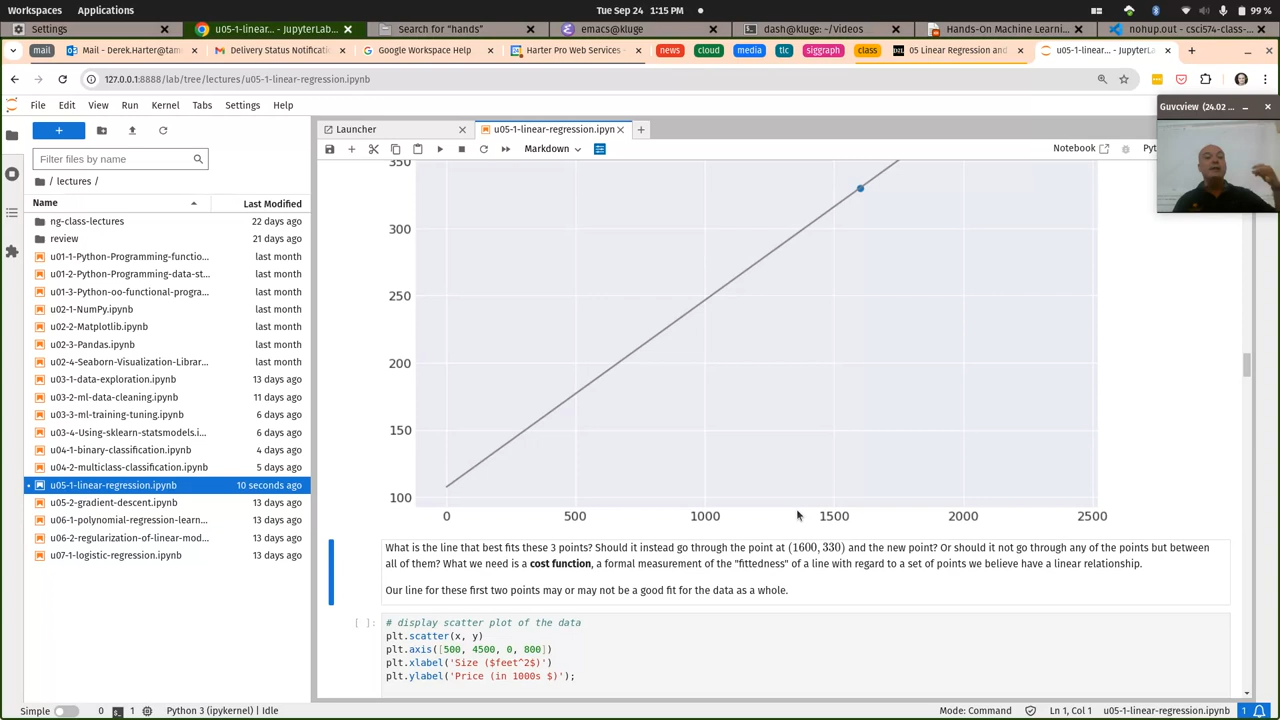 Workspaces Applications Tue Sep 24 1:15 PM 99 %
Settings u05-1-linear... - JupyterLab Search for "hands" emacs@kluge dash@kluge: ~/Videos Hands-On Machine Learni... nohup.out - csci574-class-...
mail Mail - Derek.Harter@tam Delivery Status Notificati Google Workspace Help Harter Pro Web Services - news cloud media tlc siggraph class 05 Linear Regression and u05-1-linear... - JupyterL
127.0.0.1:8888/lab/tree/lectures/u05-1-linear-regression.ipynb
File Edit View Run Kernel Tabs Settings Help
Guvcview (24.02
Launcher u05-1-linear-regression.ipyn
Markdown Notebook Pyt
Filter files by name
/ lectures /
Name Last Modified
ng-class-lectures 22 days ago
review 21 days ago
u01-1-Python-Programming-functio... last month
u01-2-Python-Programming-data-st... last month
u01-3-Python-oo-functional-progra... last month
u02-1-NumPy.ipynb last month
u02-2-Matplotlib.ipynb last month
u02-3-Pandas.ipynb last month
u02-4-Seaborn-Visualization-Librar... last month
u03-1-data-exploration.ipynb 13 days ago
u03-2-ml-data-cleaning.ipynb 11 days ago
u03-3-ml-training-tuning.ipynb 6 days ago
u03-4-Using-sklearn-statsmodels.i... 6 days ago
u04-1-binary-classification.ipynb 4 days ago
u04-2-multiclass-classification.ipynb 5 days ago
u05-1-linear-regression.ipynb 10 seconds ago
u05-2-gradient-descent.ipynb 13 days ago
u06-1-polynomial-regression-learn... 13 days ago
u06-2-regularization-of-linear-mod... 13 days ago
u07-1-logistic-regression.ipynb 13 days ago
350
300
250
200
150
100
0 500 1000 1500 2000 2500
What is the line that best fits these 3 points? Should it instead go through the point at (1600, 330) and the new point? Or should it not go through any of the points but between
all of them? What we need is a cost function, a formal measurement of the "fittedness" of a line with regard to a set of points we believe have a linear relationship.
Our line for these first two points may or may not be a good fit for the data as a whole.
[ ]: # display scatter plot of the data
plt.scatter(x, y)
plt.axis([500, 4500, 0, 800])
plt.xlabel('Size ($feet^2$)')
plt.ylabel('Price (in 1000s $)');
Simple 0 1 Python 3 (ipykernel) | Idle Mode: Command Ln 1, Col 1 u05-1-linear-regression.ipynb 1